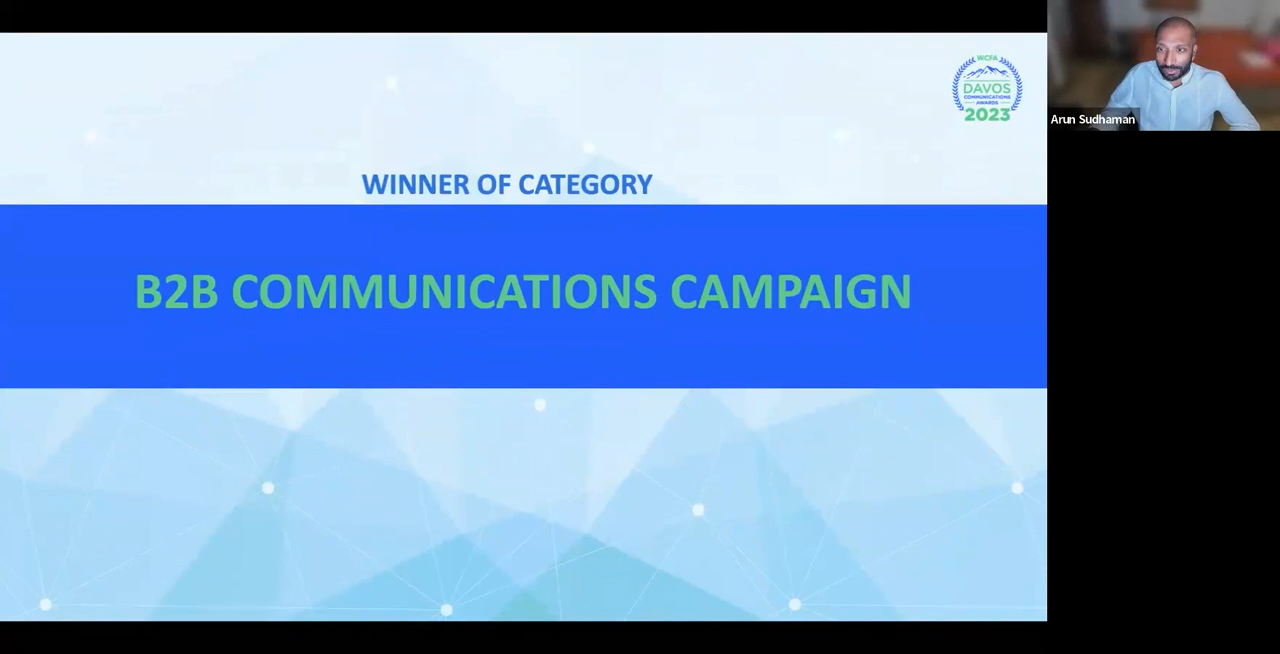 WCFA
DAVOS
COMMUNICATIONS
AWARDS
2023
Arun Sudhaman
WINNER OF CATEGORY
B2B COMMUNICATIONS CAMPAIGN